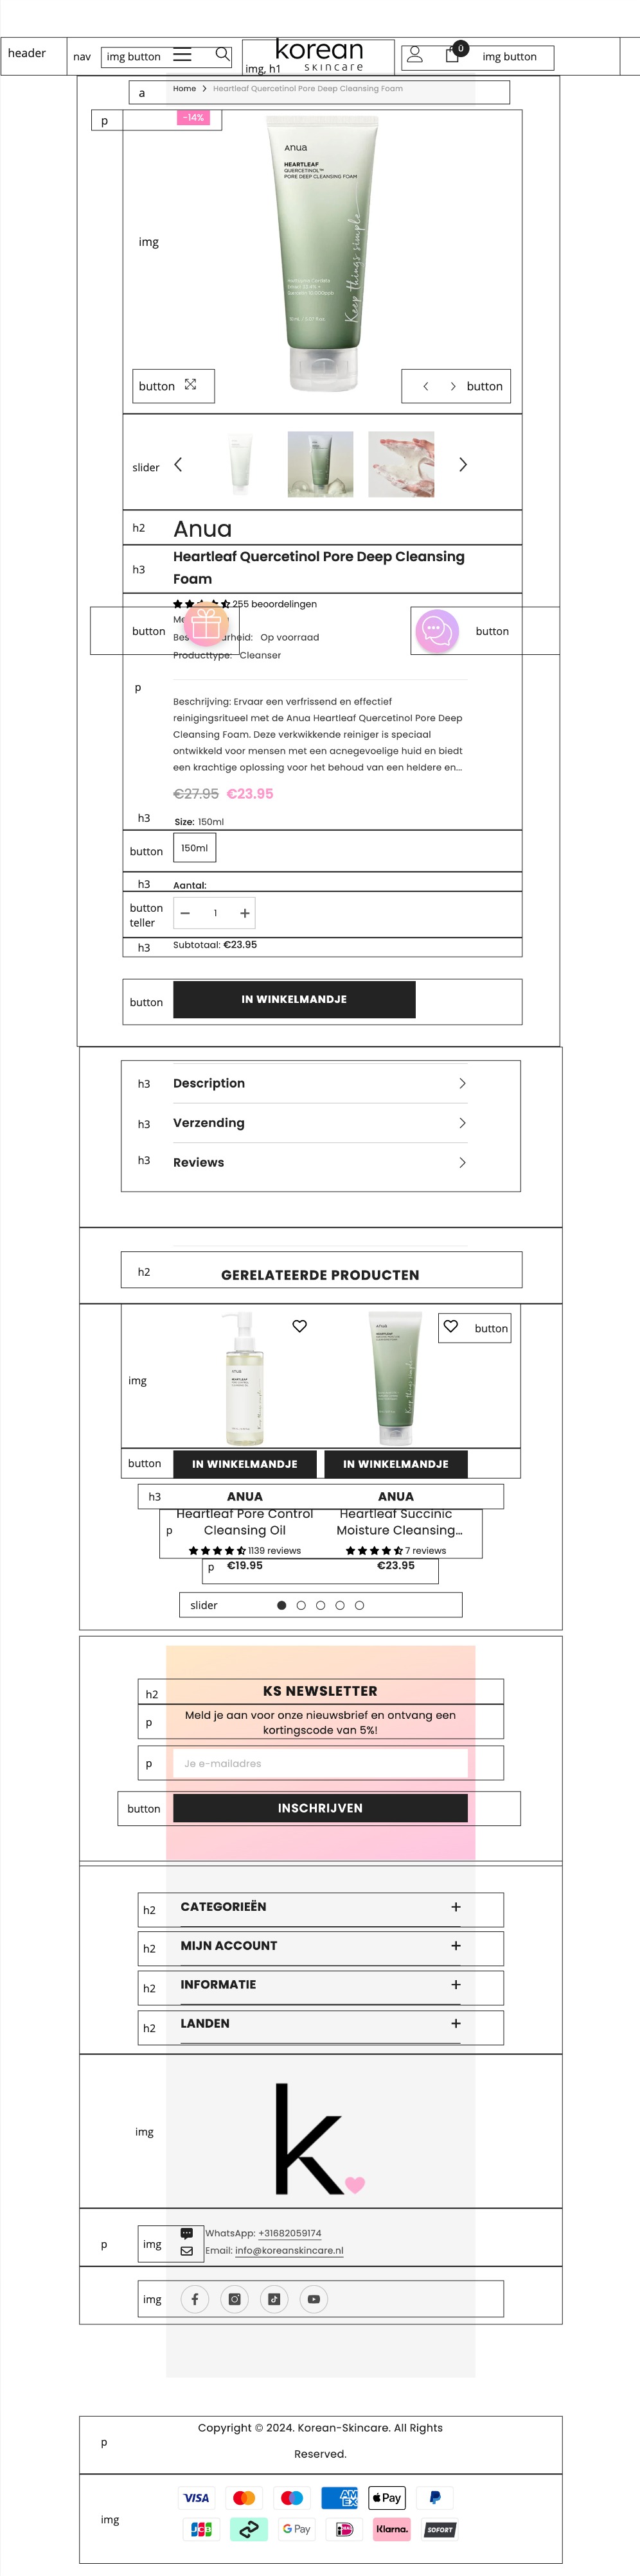 header
nav
img button
korean
skincare
img, h1
0
img button
a
Home > Heartleaf Quercetinol Pore Deep Cleansing Foam
p
-14%
Anua
HEARTLEAF
QUERCETINOL™
PORE DEEP CLEANSING FOAM
Keep things simple
img
button
button
slider
h2
Anua
h3
Heartleaf Quercetinol Pore Deep Cleansing
Foam
255 beoordelingen
button
Op voorraad
button
Producttype: Cleanser
p
Beschrijving: Ervaar een verfrissend en effectief
reinigingsritueel met de Anua Heartleaf Quercetinol Pore Deep
Cleansing Foam. Deze verkwikkende reiniger is speciaal
ontwikkeld voor mensen met een acnegevoelige huid en biedt
een krachtige oplossing voor het behoud van een heldere en...
€27.95 €23.95
h3
Size: 150ml
button
150ml
h3
Aantal:
button
teller
1
h3
Subtotaal: €23.95
button
IN WINKELMANDJE
h3
Description
h3
Verzending
h3
Reviews
h2
GERELATEERDE PRODUCTEN
button
img
button
IN WINKELMANDJE
IN WINKELMANDJE
h3
ANUA
ANUA
Heartleaf Pore Control
Cleansing Oil
Heartleaf Succinic
Moisture Cleansing...
p
1139 reviews
7 reviews
p
€19.95
€23.95
slider
h2
KS NEWSLETTER
p
Meld je aan voor onze nieuwsbrief en ontvang een
kortingscode van 5%!
p
Je e-mailadres
button
INSCHRIJVEN
h2
CATEGORIEËN
h2
MIJN ACCOUNT
h2
INFORMATIE
h2
LANDEN
img
k
p
img
WhatsApp: +31682059174
Email: info@koreanskincare.nl
img
p
Copyright © 2024. Korean-Skincare. All Rights
Reserved.
img
VISA
AM
EX
Apple Pay
JCB
G Pay
iDEAL
Klarna.
SOFORT